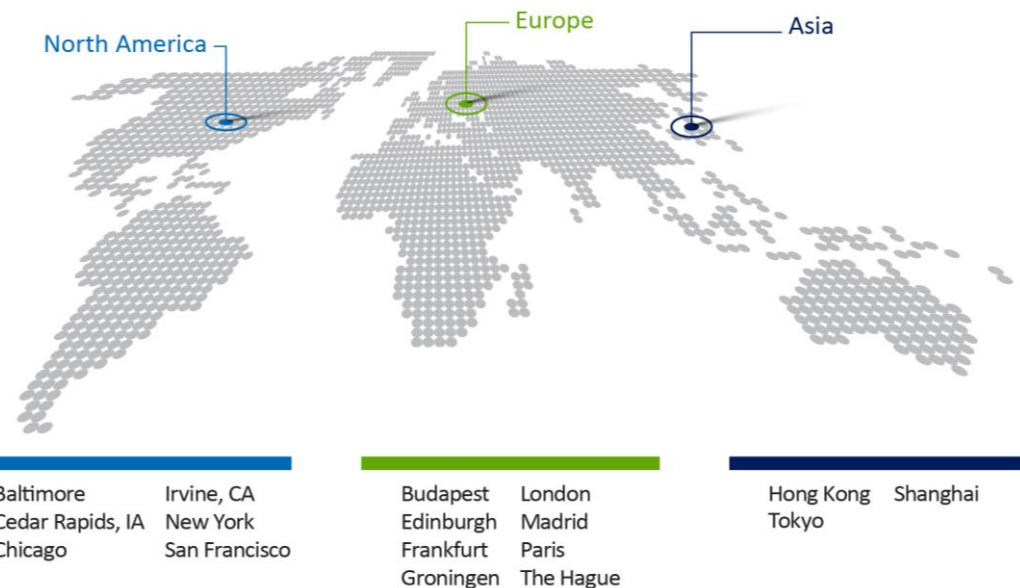 North America
Europe
Asia
Baltimore
Cedar Rapids, IA
Chicago
Irvine, CA
New York
San Francisco
Budapest
Edinburgh
Frankfurt
Groningen
London
Madrid
Paris
The Hague
Hong Kong
Tokyo
Shanghai